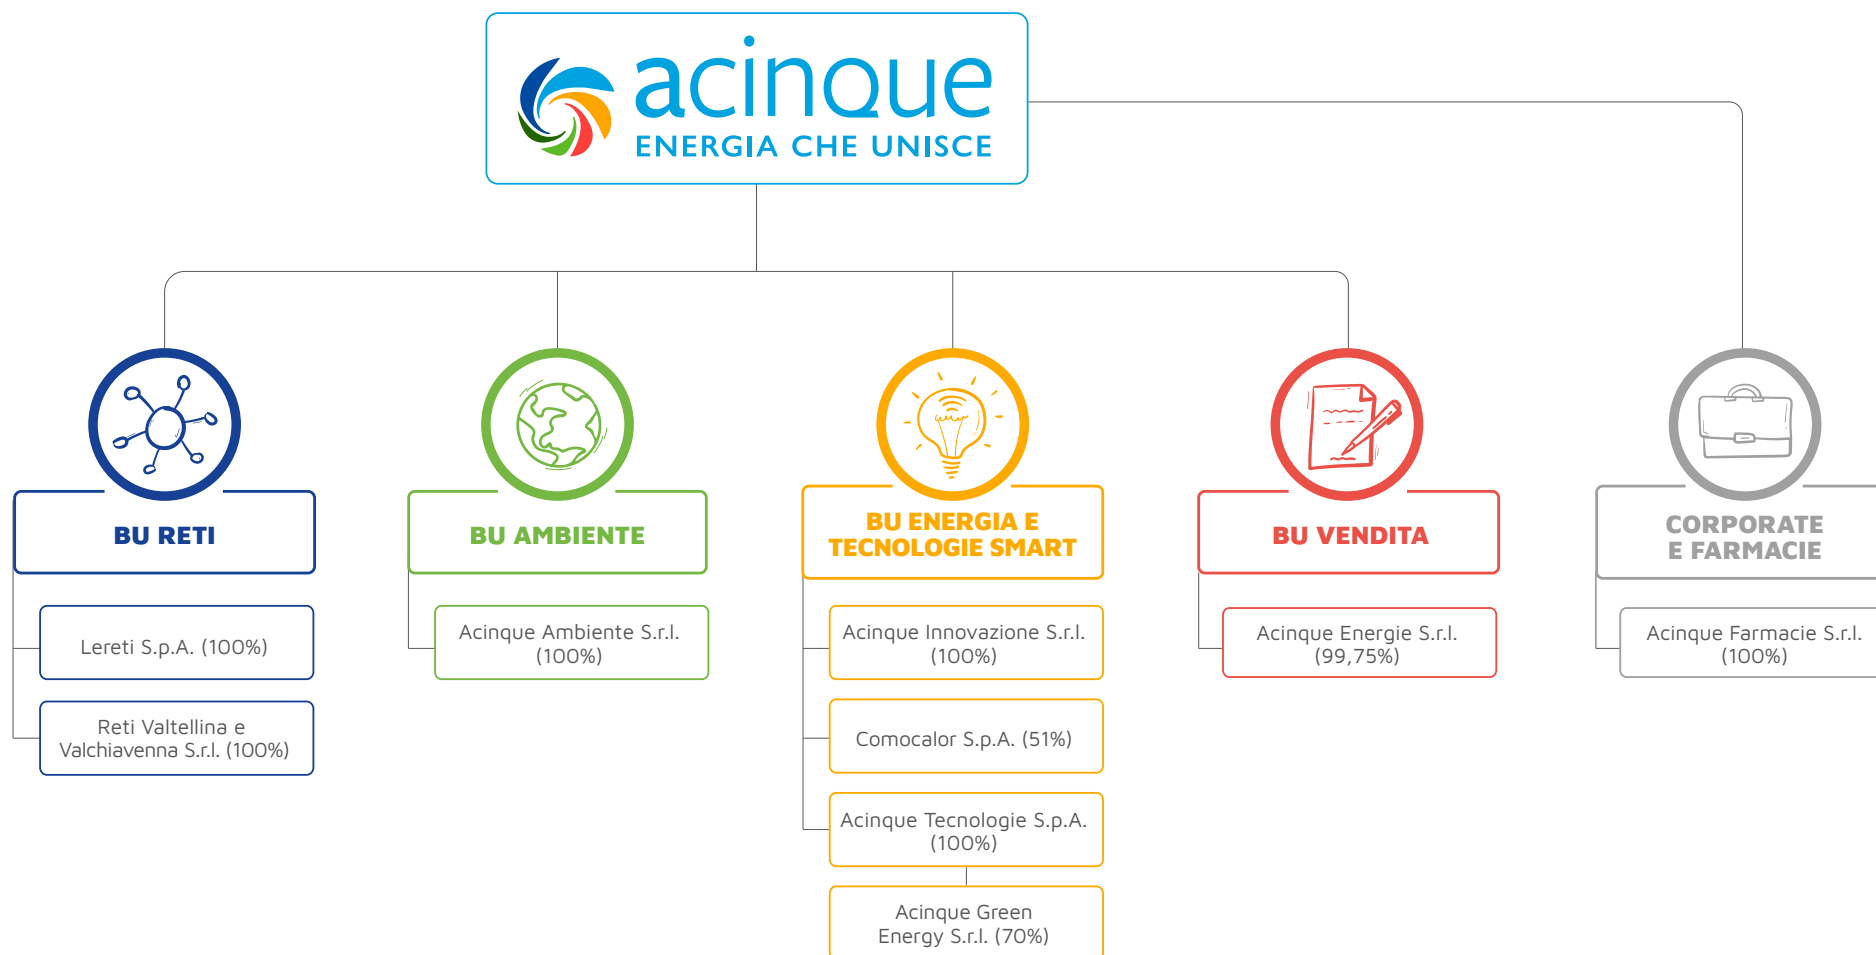 acinque
ENERGIA CHE UNISCE
BU RETI
Lereti S.p.A. (100%)
Reti Valtellina e
Valchiavenna S.r.l. (100%)
BU AMBIENTE
Acinque Ambiente S.r.l.
(100%)
BU ENERGIA E
TECNOLOGIE SMART
Acinque Innovazione S.r.l.
(100%)
Comocalor S.p.A. (51%)
Acinque Tecnologie S.p.A.
(100%)
Acinque Green
Energy S.r.l. (70%)
BU VENDITA
Acinque Energie S.r.l.
(99,75%)
CORPORATE
E FARMACIE
Acinque Farmacie S.r.l.
(100%)